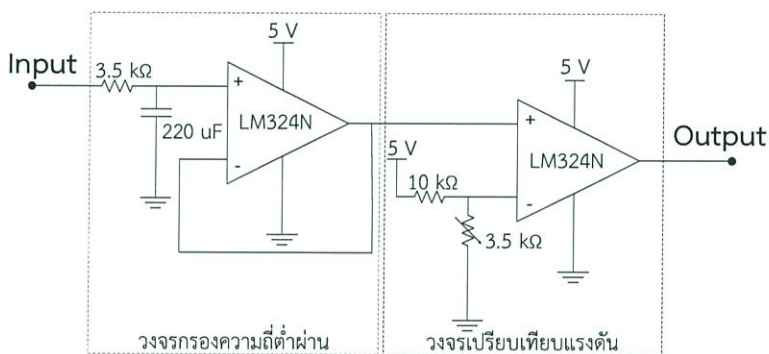 Input
3.5 kΩ
220 uF
5 V
+
LM324N
-
5 V
10 kΩ
3.5 kΩ
5 V
+
LM324N
-
Output
วงจรกรองความถี่ต่ำผ่าน
วงจรเปรียบเทียบแรงดัน